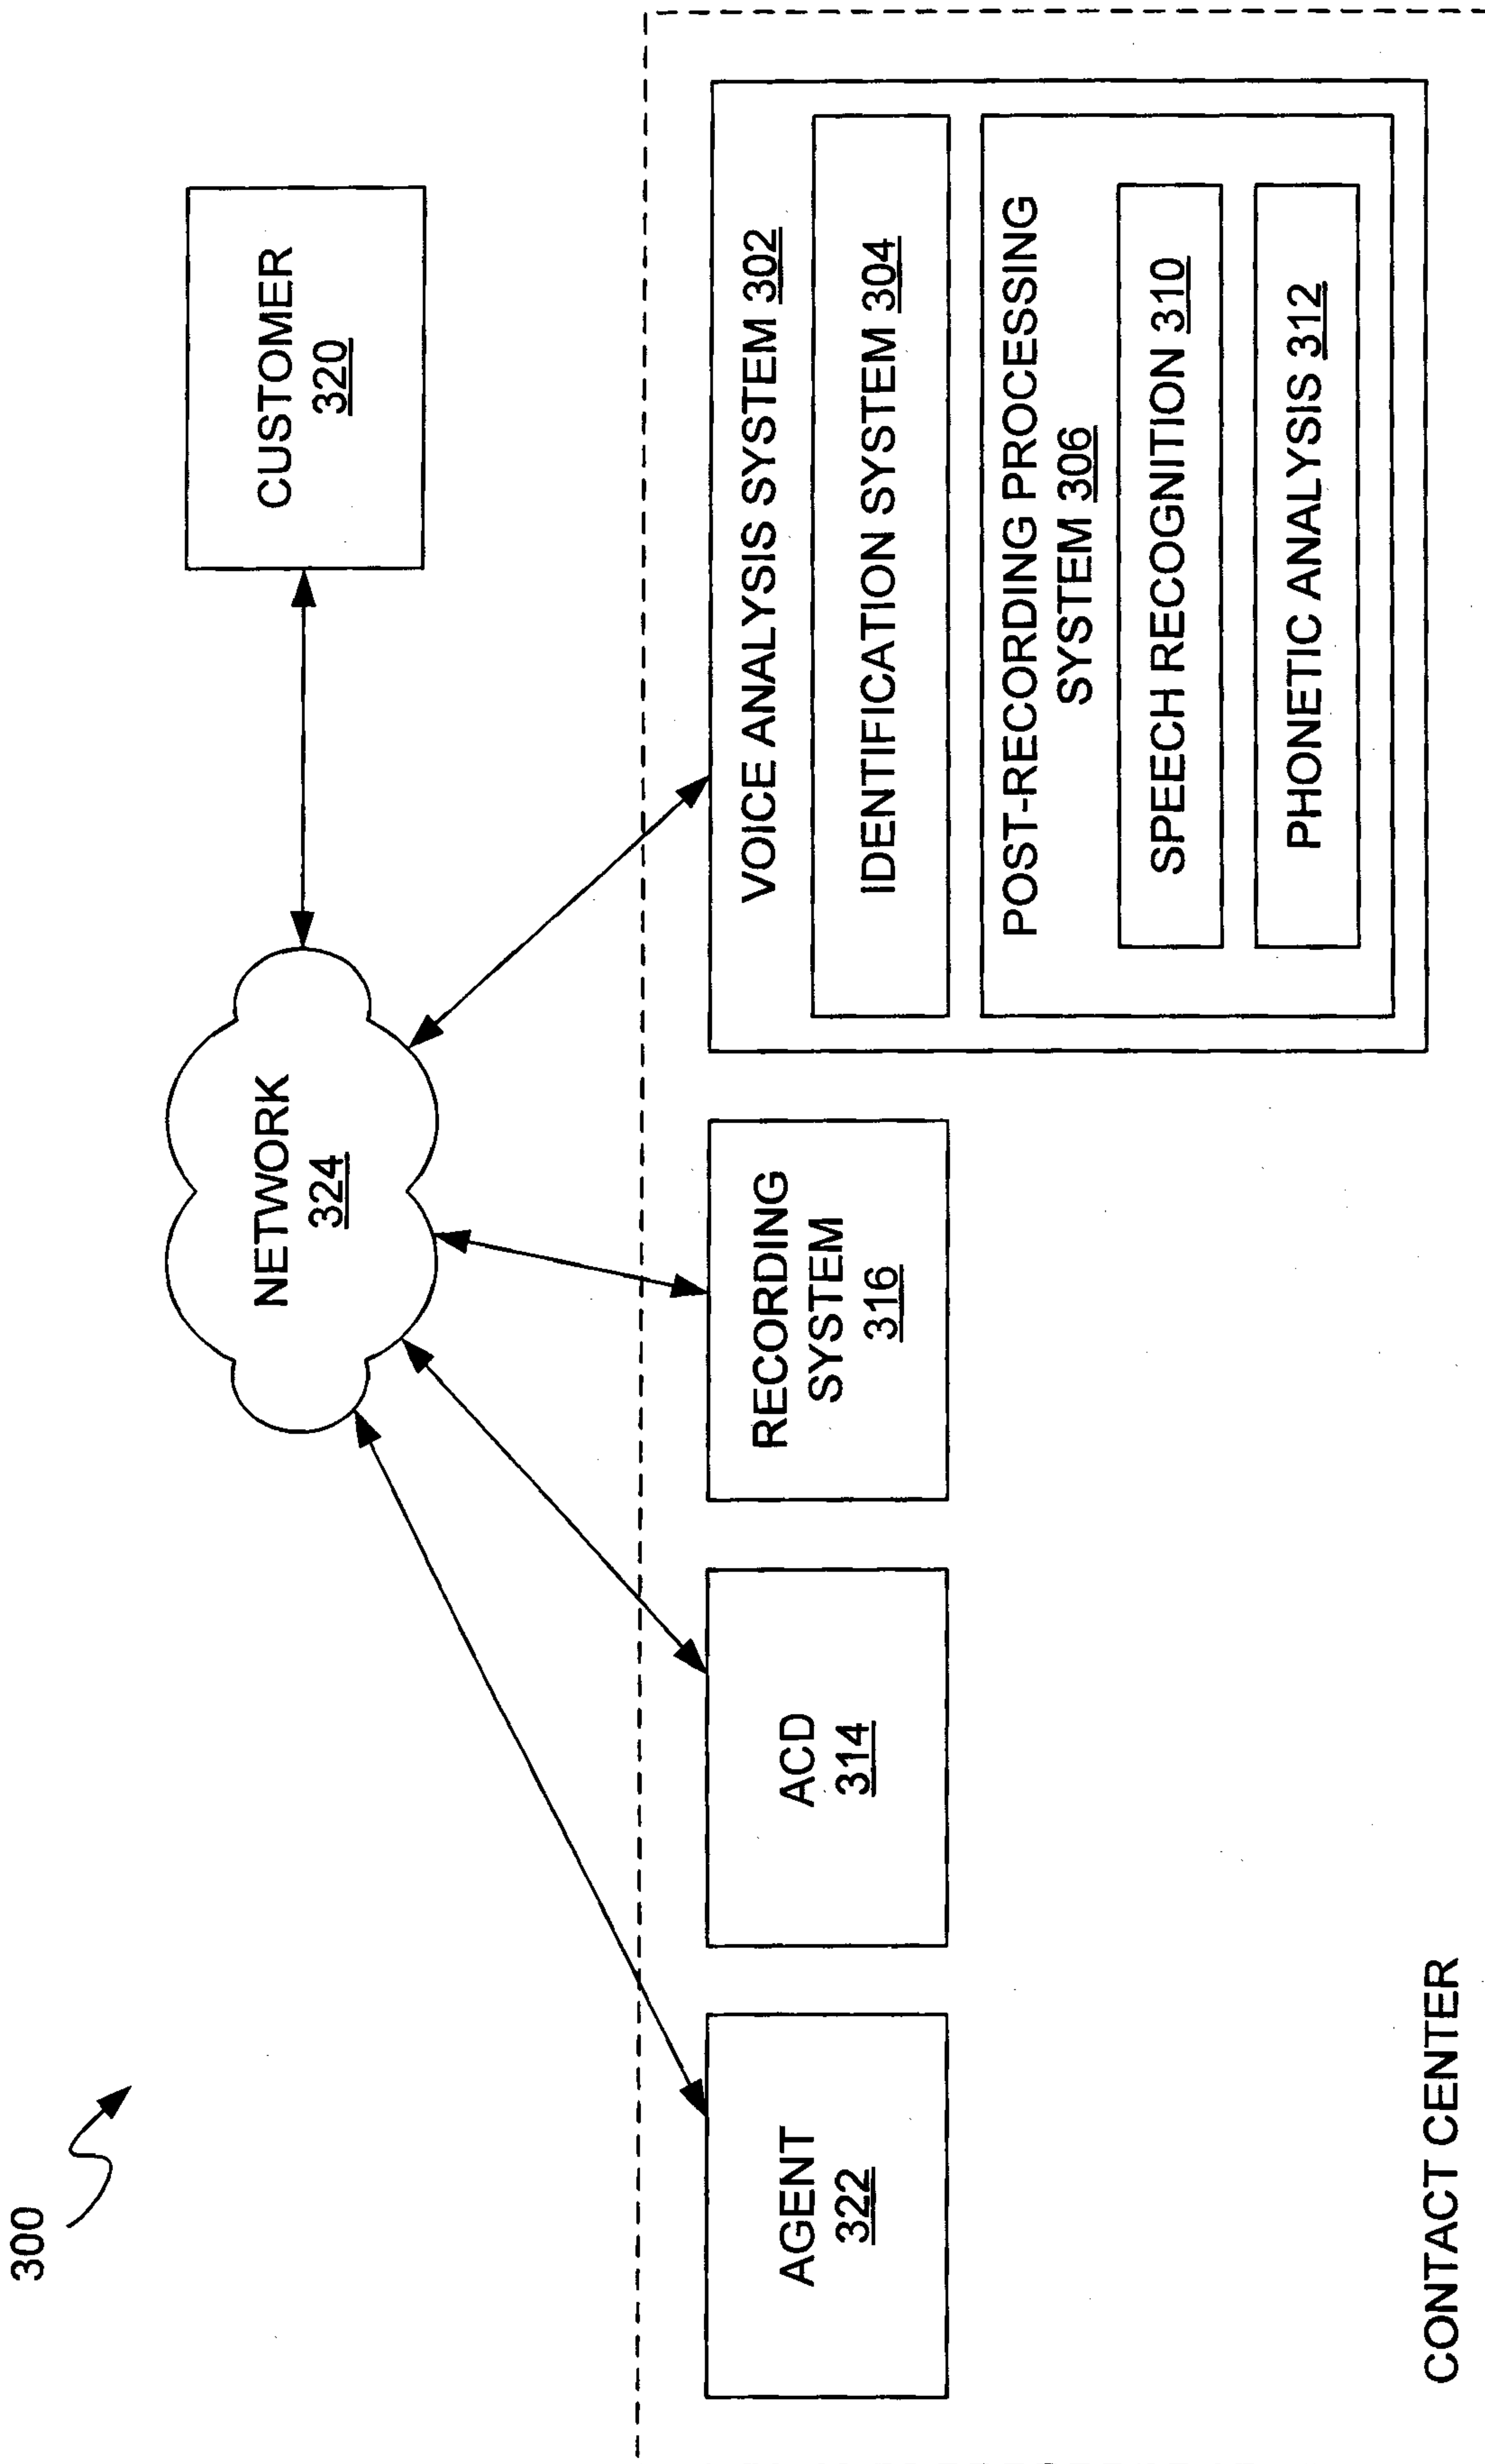 300
NETWORK
324
CUSTOMER
320
AGENT
322
ACD
314
RECORDING
SYSTEM
316
VOICE ANALYSIS SYSTEM 302
IDENTIFICATION SYSTEM 304
POST-RECORDING PROCESSING
SYSTEM 306
SPEECH RECOGNITION 310
PHONETIC ANALYSIS 312
CONTACT CENTER